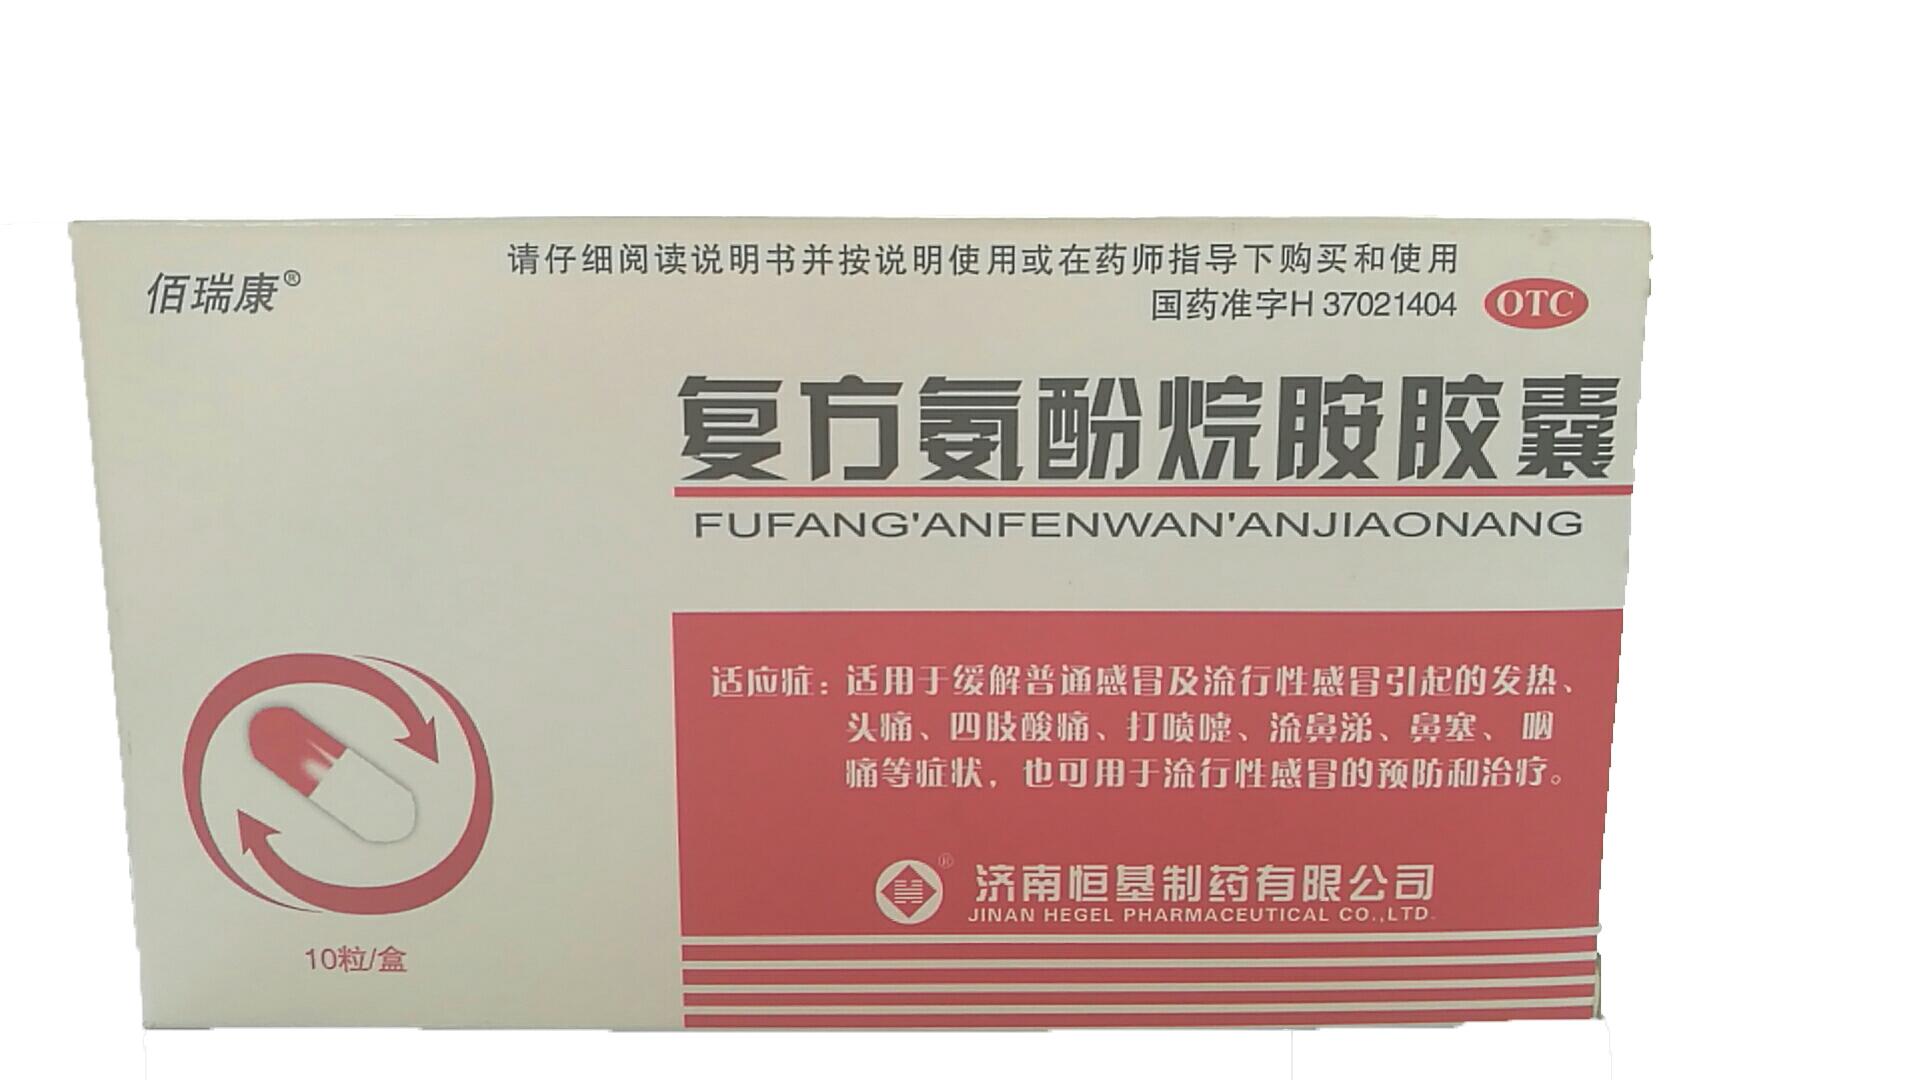 请仔细阅读说明书并按说明使用或在药师指导下购买和使用
佰瑞康®
国药准字H 37021404 OTC
复方氨酚烷胺胶囊
FUFANG'ANFENWAN'ANJIAONANG
适应症：适用于缓解普通感冒及流行性感冒引起的发热、
头痛、四肢酸痛、打喷嚏、流鼻涕、鼻塞、咽
痛等症状，也可用于流行性感冒的预防和治疗。
® 济南恒基制药有限公司
JINAN HEGEL PHARMACEUTICAL CO.,LTD.
10粒/盒